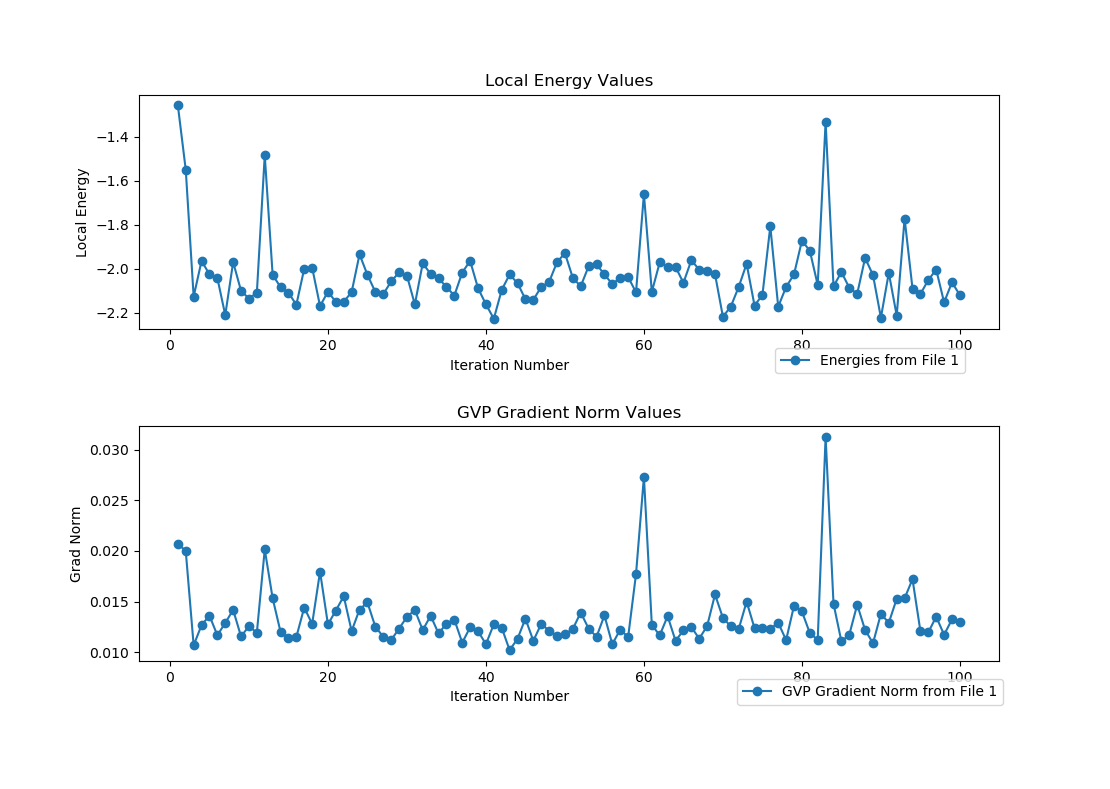 Local Energy Values
−1.4
−1.6
−1.8
−2.0
−2.2
Local Energy
0 20 40 60 80 100
Iteration Number
Energies from File 1
GVP Gradient Norm Values
0.030
0.025
0.020
0.015
0.010
Grad Norm
0 20 40 60 80 100
Iteration Number
GVP Gradient Norm from File 1